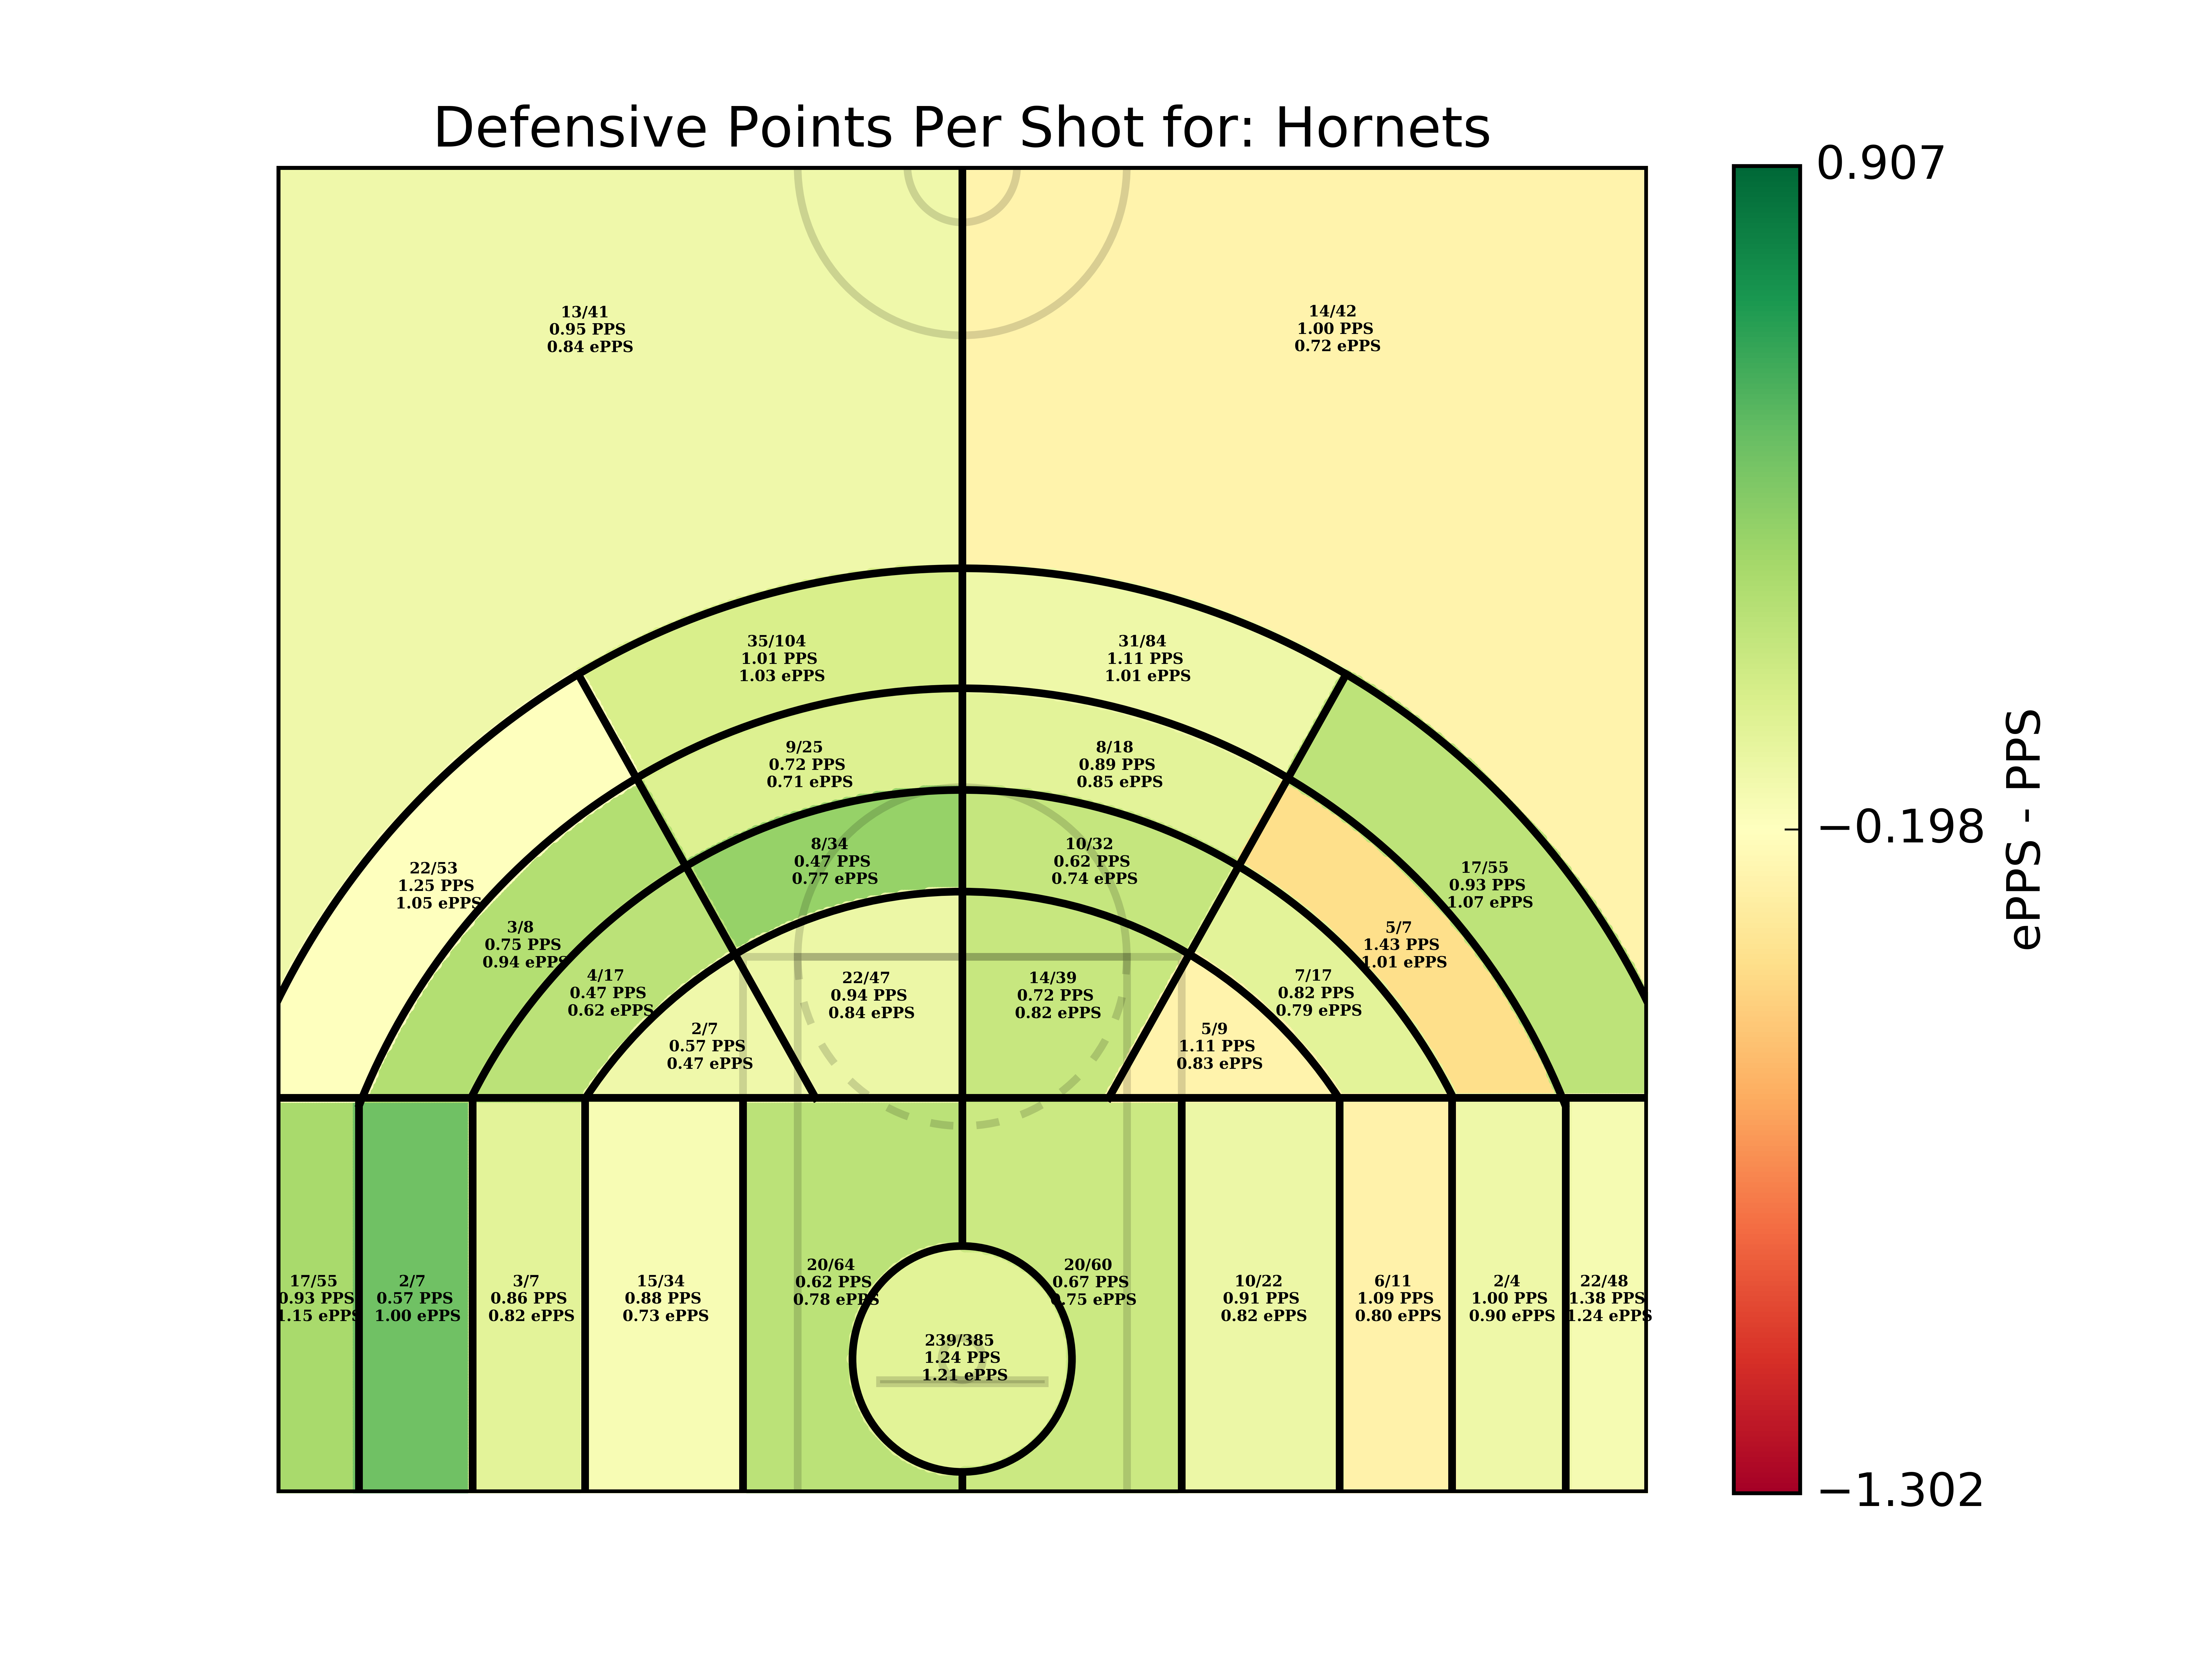 Defensive Points Per Shot for: Hornets
13/41
0.95 PPS
0.84 ePPS
14/42
1.00 PPS
0.72 ePPS
35/104
1.01 PPS
1.03 ePPS
31/84
1.11 PPS
1.01 ePPS
9/25
0.72 PPS
0.71 ePPS
8/18
0.89 PPS
0.85 ePPS
8/34
0.47 PPS
0.77 ePPS
10/32
0.62 PPS
0.74 ePPS
22/53
1.25 PPS
1.05 ePPS
17/55
0.93 PPS
1.07 ePPS
3/8
0.75 PPS
0.94 ePPS
5/7
1.43 PPS
1.01 ePPS
4/17
0.47 PPS
0.62 ePPS
22/47
0.94 PPS
0.84 ePPS
14/39
0.72 PPS
0.82 ePPS
7/17
0.82 PPS
0.79 ePPS
2/7
0.57 PPS
0.47 ePPS
5/9
1.11 PPS
0.83 ePPS
17/55
0.93 PPS
1.15 ePPS
2/7
0.57 PPS
1.00 ePPS
3/7
0.86 PPS
0.82 ePPS
15/34
0.88 PPS
0.73 ePPS
20/64
0.62 PPS
0.78 ePPS
20/60
0.67 PPS
0.75 ePPS
10/22
0.91 PPS
0.82 ePPS
6/11
1.09 PPS
0.80 ePPS
2/4
1.00 PPS
0.90 ePPS
22/48
1.38 PPS
1.24 ePPS
239/385
1.24 PPS
1.21 ePPS
0.907
−0.198
−1.302
ePPS - PPS